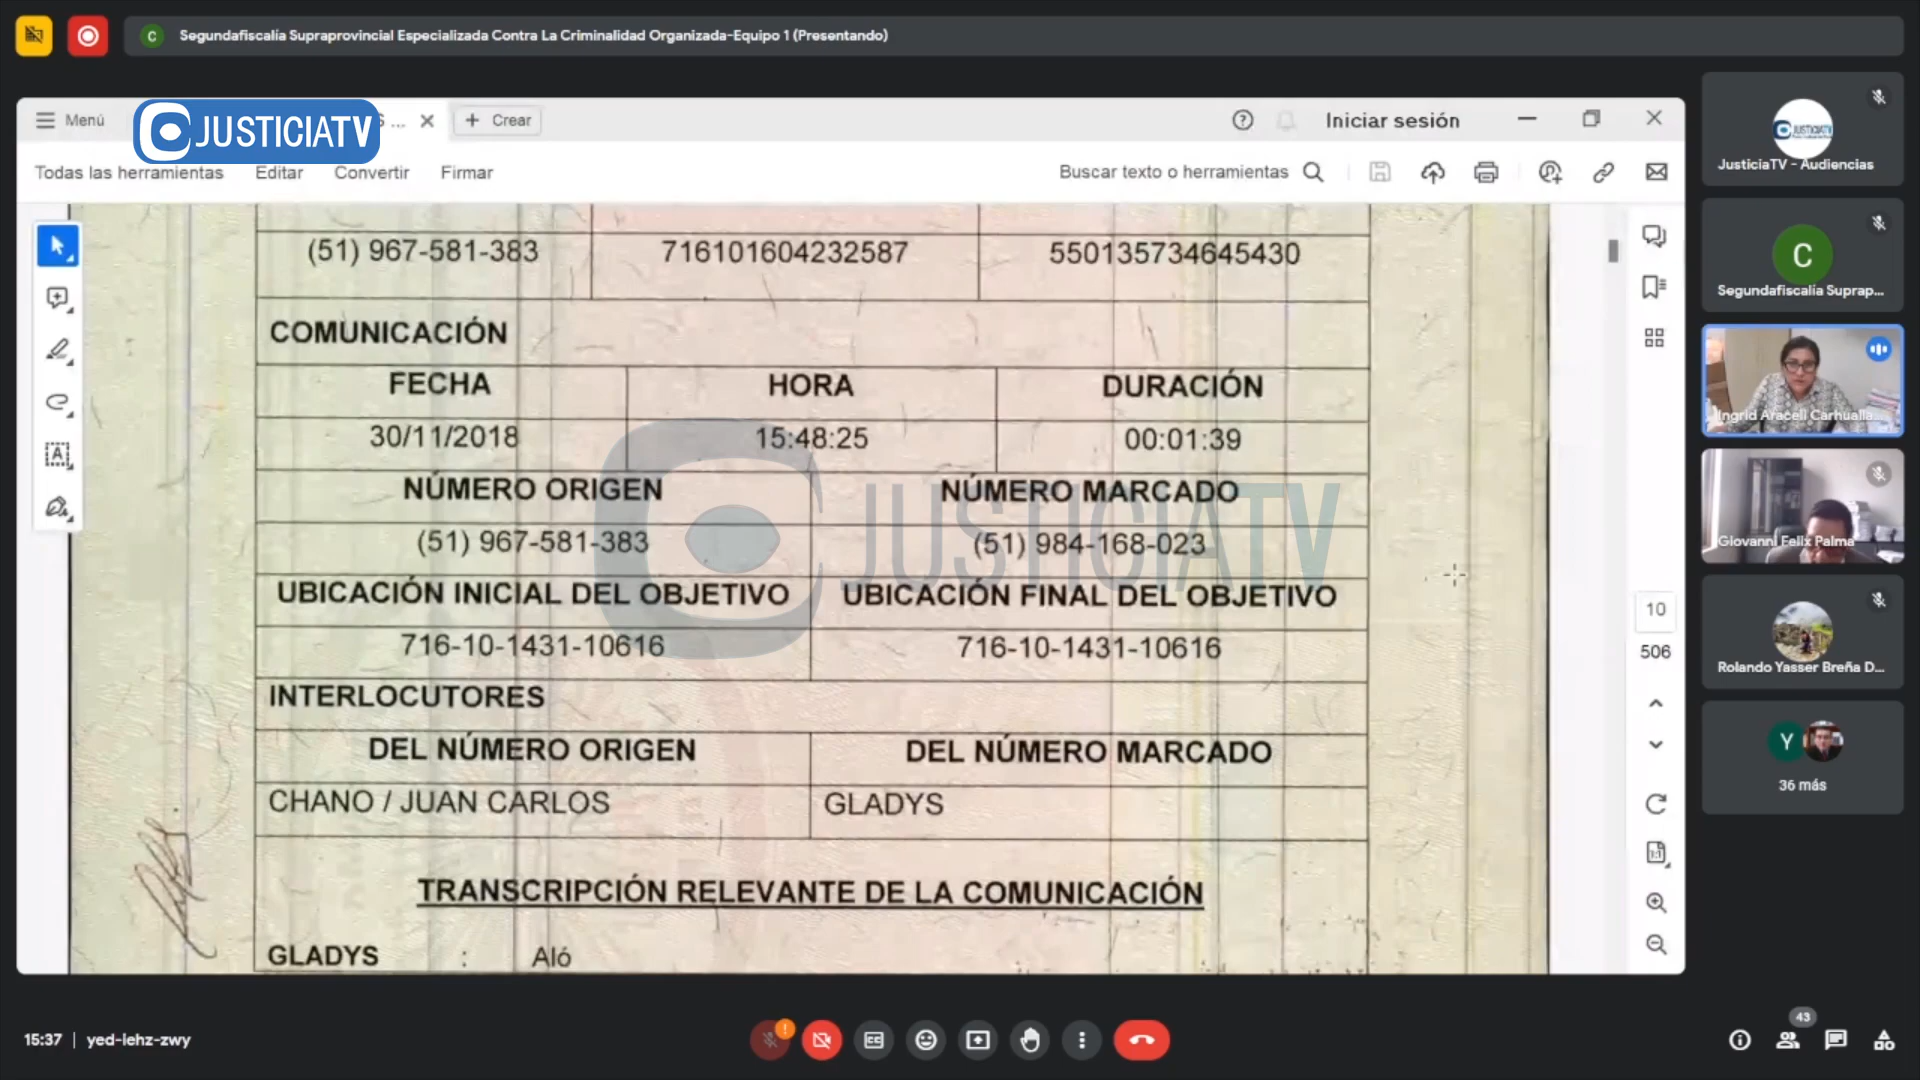 C Segundafiscalía Supraprovincial Especializada Contra La Criminalidad Organizada-Equipo 1 (Presentando)
Menú
JUSTICIATV
S ...
+ Crear
Iniciar sesión
Todas las herramientas
Editar
Convertir
Firmar
Buscar texto o herramientas
(51) 967-581-383 716101604232587 550135734645430
COMUNICACIÓN
FECHA HORA DURACIÓN
30/11/2018 15:48:25 00:01:39
NÚMERO ORIGEN NÚMERO MARCADO
(51) 967-581-383 (51) 984-168-023
JUSTICIATV
UBICACIÓN INICIAL DEL OBJETIVO UBICACIÓN FINAL DEL OBJETIVO
716-10-1431-10616 716-10-1431-10616
INTERLOCUTORES
DEL NÚMERO ORIGEN DEL NÚMERO MARCADO
CHANO / JUAN CARLOS GLADYS
TRANSCRIPCIÓN RELEVANTE DE LA COMUNICACIÓN
GLADYS : Aló
10
506
JUSTICIATV
JusticiaTV - Audiencias
C
Segundafiscalía Suprap...
Ingrid Araceli Carhualla...
Giovanni Felix Palma
Rolando Yasser Breña D...
Y
36 más
15:37 | yed-iehz-zwy
43